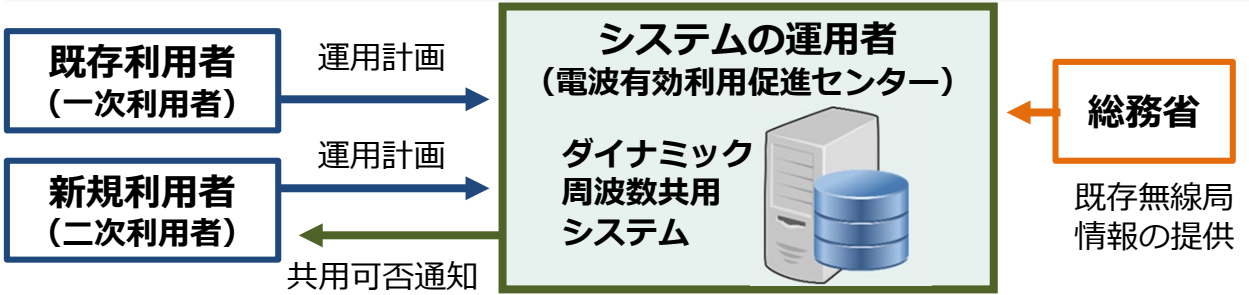 既存利用者
（一次利用者）
運用計画
新規利用者
（二次利用者）
運用計画
共用可否通知
システムの運用者
（電波有効利用促進センター）
ダイナミック
周波数共用
システム
総務省
既存無線局
情報の提供